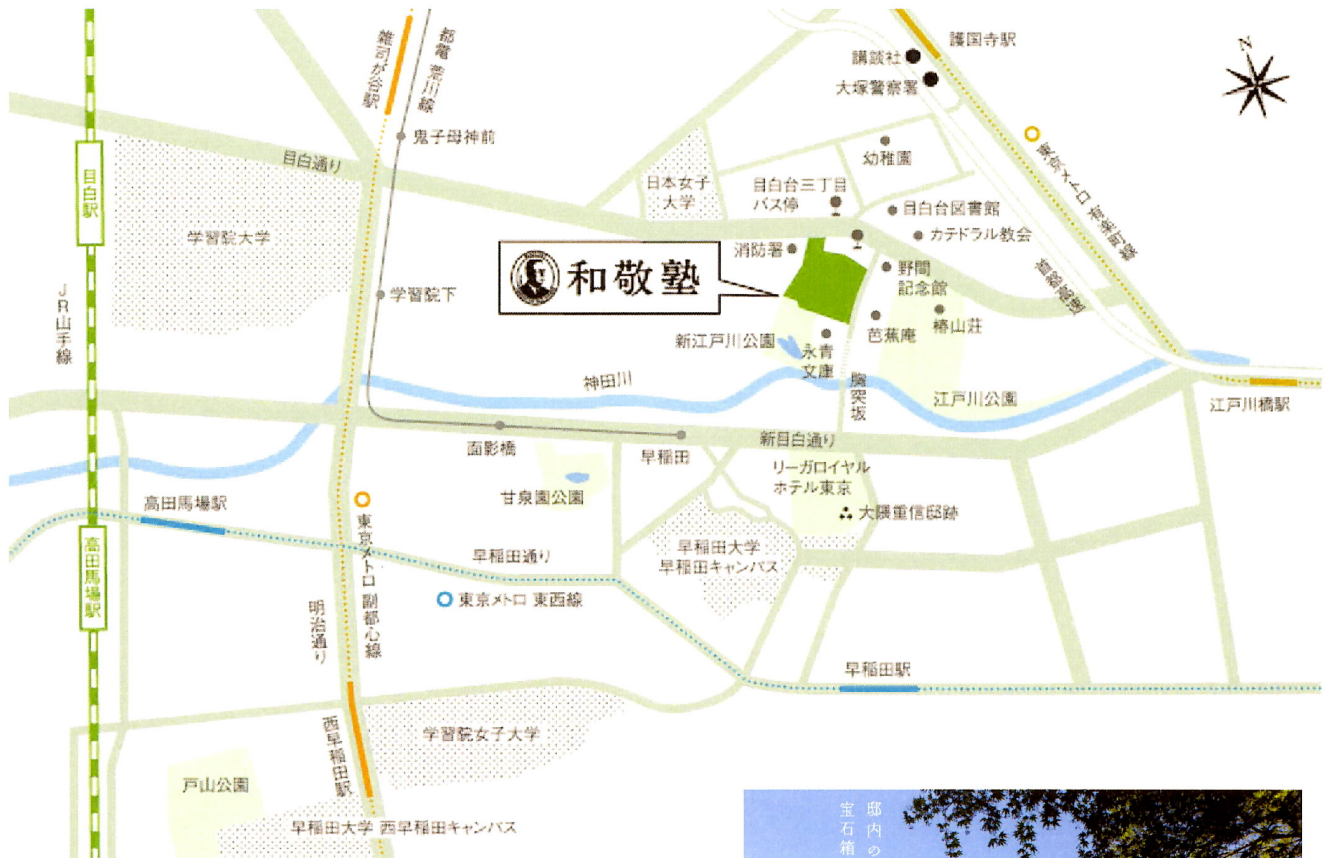 護国寺駅
N
講談社
大塚警察署
雑司が谷駅
都電 荒川線
鬼子母神前
目白通り
目白駅
学習院大学
日本女子
大学
目白台三丁目
バス停
幼稚園
目白台図書館
カテドラル教会
東京メトロ有楽町線
首都高速
消防署
和敬塾
野間
記念館
椿山荘
芭蕉庵
学習院下
JR山手線
新江戸川公園
永青
文庫
胸突坂
神田川
江戸川公園
江戸川橋駅
面影橋
早稲田
新目白通り
リーガロイヤル
ホテル東京
甘泉園公園
大隈重信邸跡
高田馬場駅
高田馬場駅
東京メトロ 副都心線
早稲田通り
早稲田大学
早稲田キャンパス
東京メトロ 東西線
明治通り
早稲田駅
西早稲田駅
学習院女子大学
戸山公園
早稲田大学 西早稲田キャンパス
邸内の
宝石箱